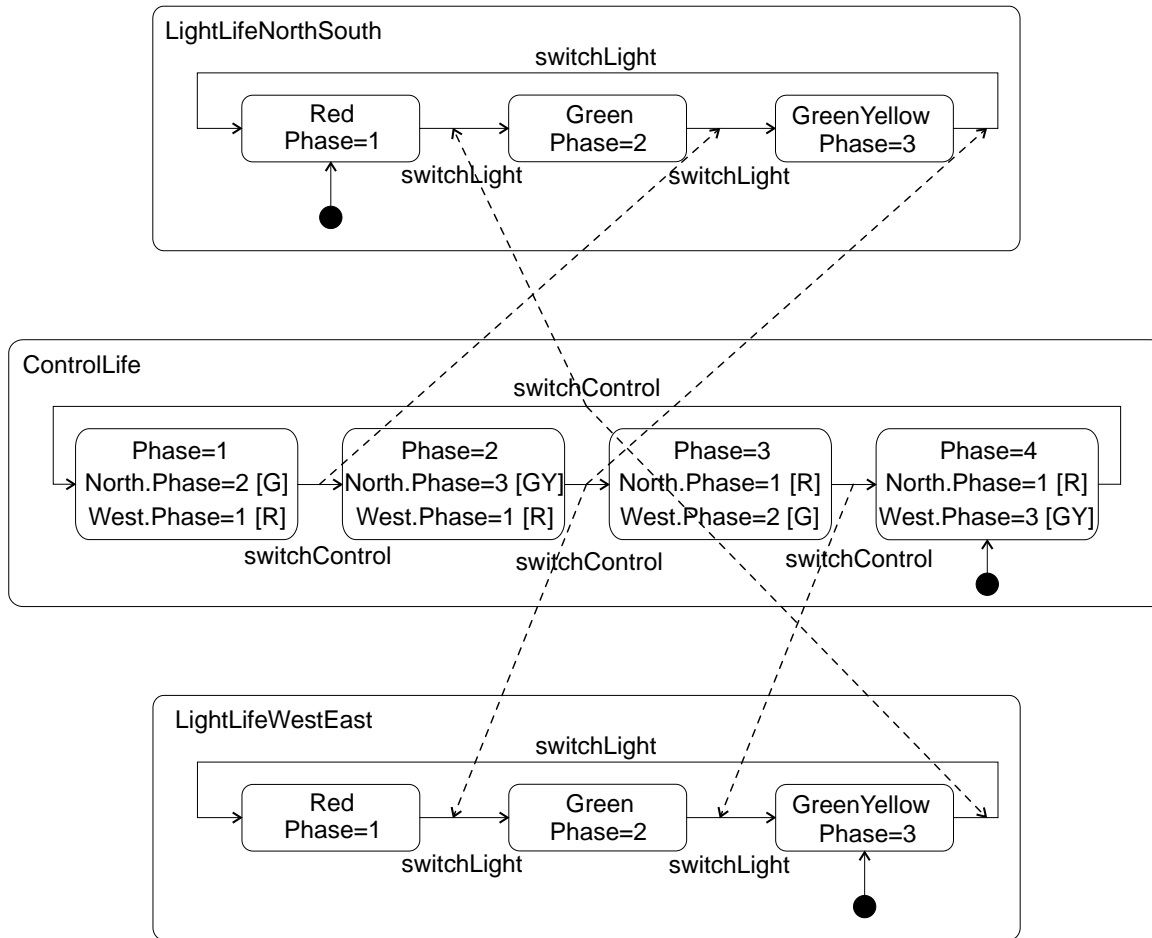 LightLifeNorthSouth
switchLight
Red
Phase=1
Green
Phase=2
GreenYellow
Phase=3
switchLight
switchLight
ControlLife
switchControl
Phase=1
North.Phase=2 [G]
West.Phase=1 [R]
Phase=2
North.Phase=3 [GY]
West.Phase=1 [R]
Phase=3
North.Phase=1 [R]
West.Phase=2 [G]
Phase=4
North.Phase=1 [R]
West.Phase=3 [GY]
switchControl
switchControl
switchControl
LightLifeWestEast
switchLight
Red
Phase=1
Green
Phase=2
GreenYellow
Phase=3
switchLight
switchLight